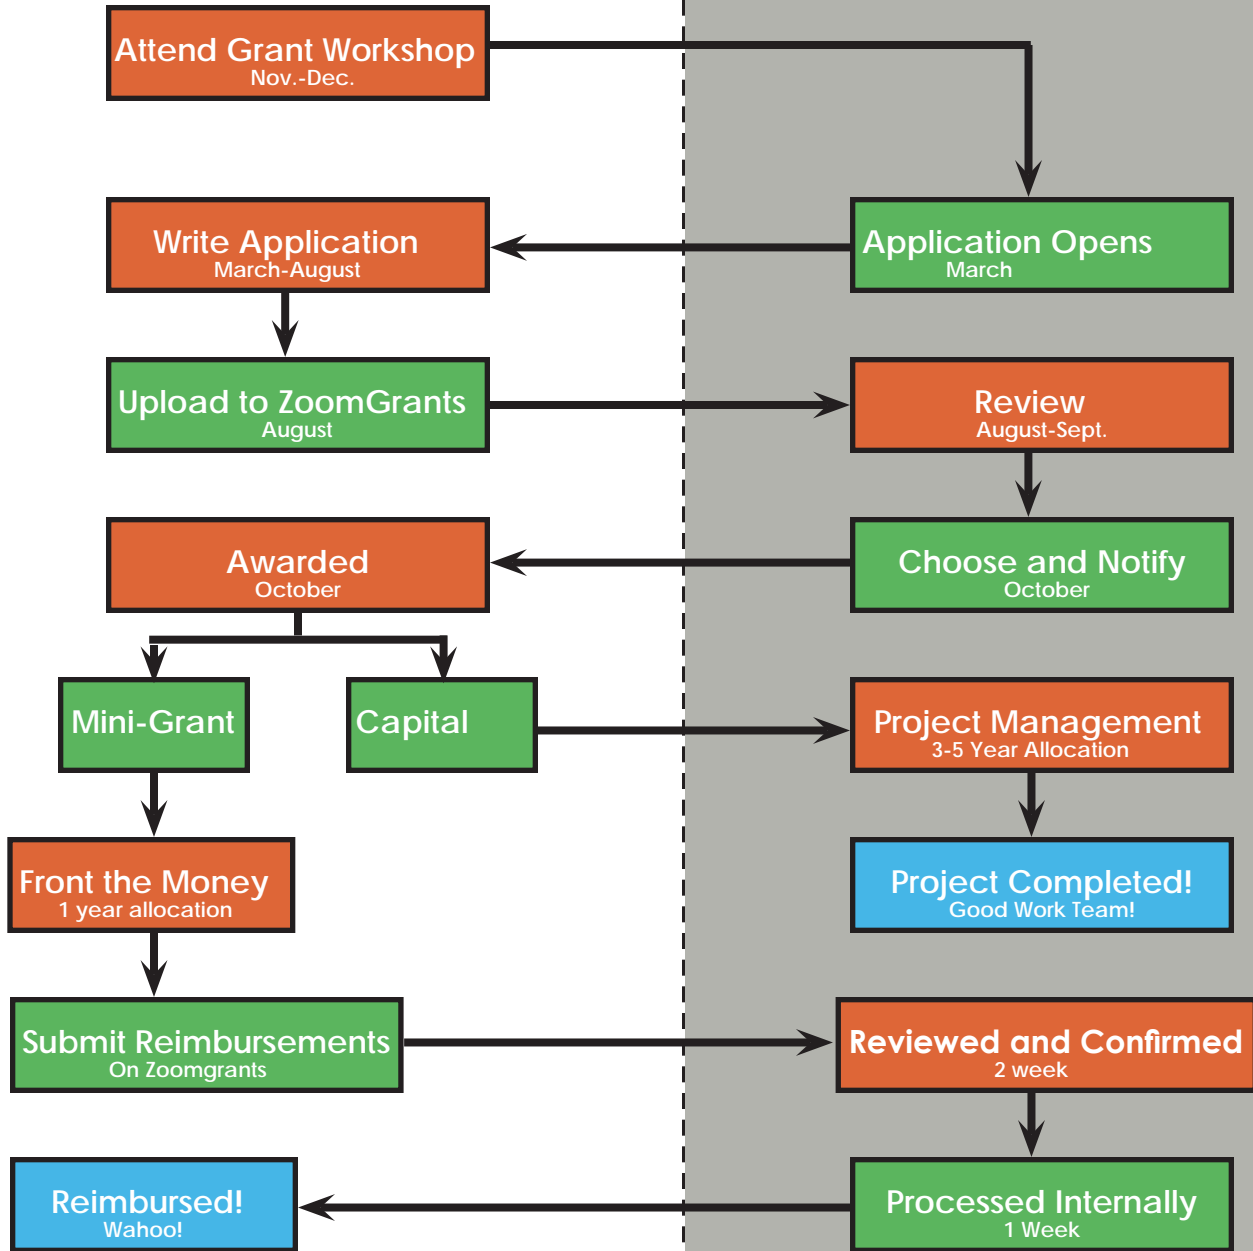 Attend Grant Workshop
Nov.-Dec.
Write Application
March-August
Application Opens
March
Upload to ZoomGrants
August
Review
August-Sept.
Awarded
October
Choose and Notify
October
Mini-Grant
Capital
Project Management
3-5 Year Allocation
Front the Money
1 year allocation
Project Completed!
Good Work Team!
Submit Reimbursements
On Zoomgrants
Reviewed and Confirmed
2 week
Reimbursed!
Wahoo!
Processed Internally
1 Week